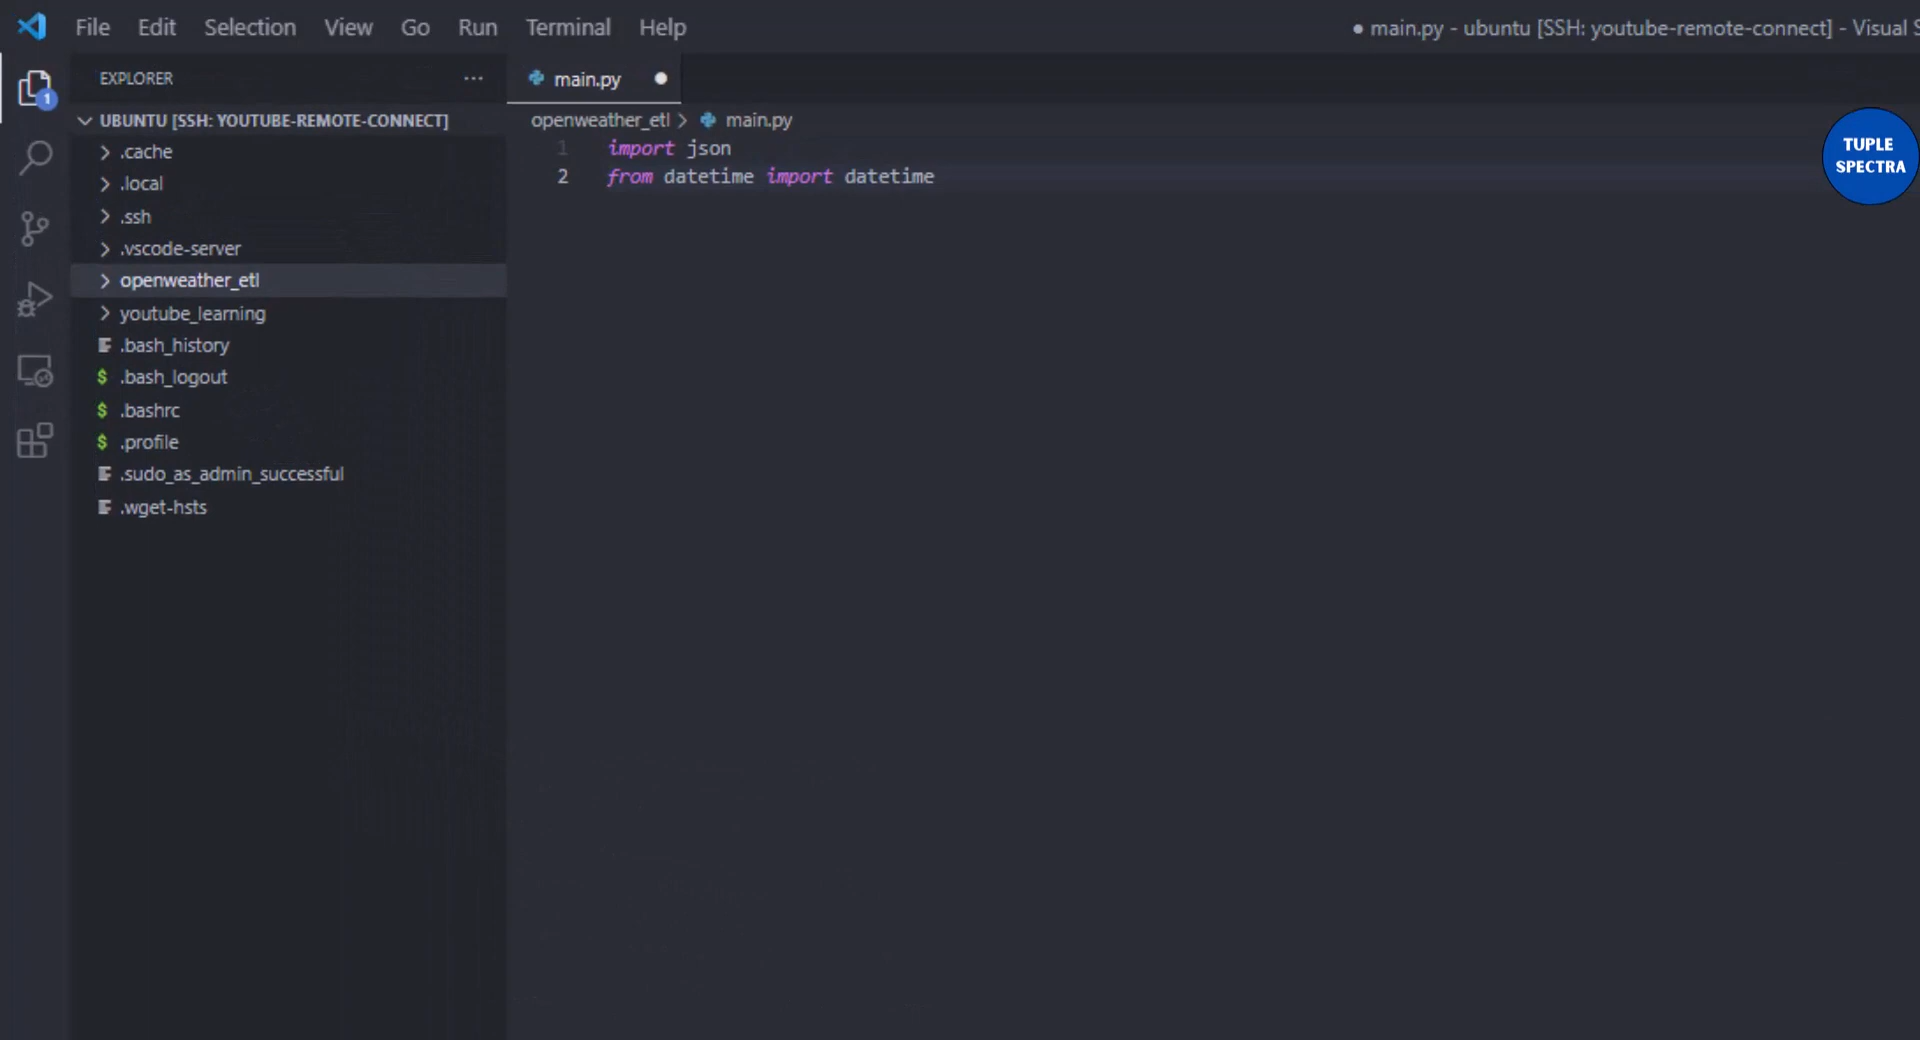 File Edit Selection View Go Run Terminal Help ● main.py - ubuntu [SSH: youtube-remote-connect] - Visual S
EXPLORER ···
main.py ●
1
UBUNTU [SSH: YOUTUBE-REMOTE-CONNECT]
openweather_etl > main.py
.cache
.local
.ssh
.vscode-server
openweather_etl
youtube_learning
.bash_history
$ .bash_logout
$ .bashrc
$ .profile
.sudo_as_admin_successful
.wget-hsts
1 import json
2 from datetime import datetime
TUPLE
SPECTRA